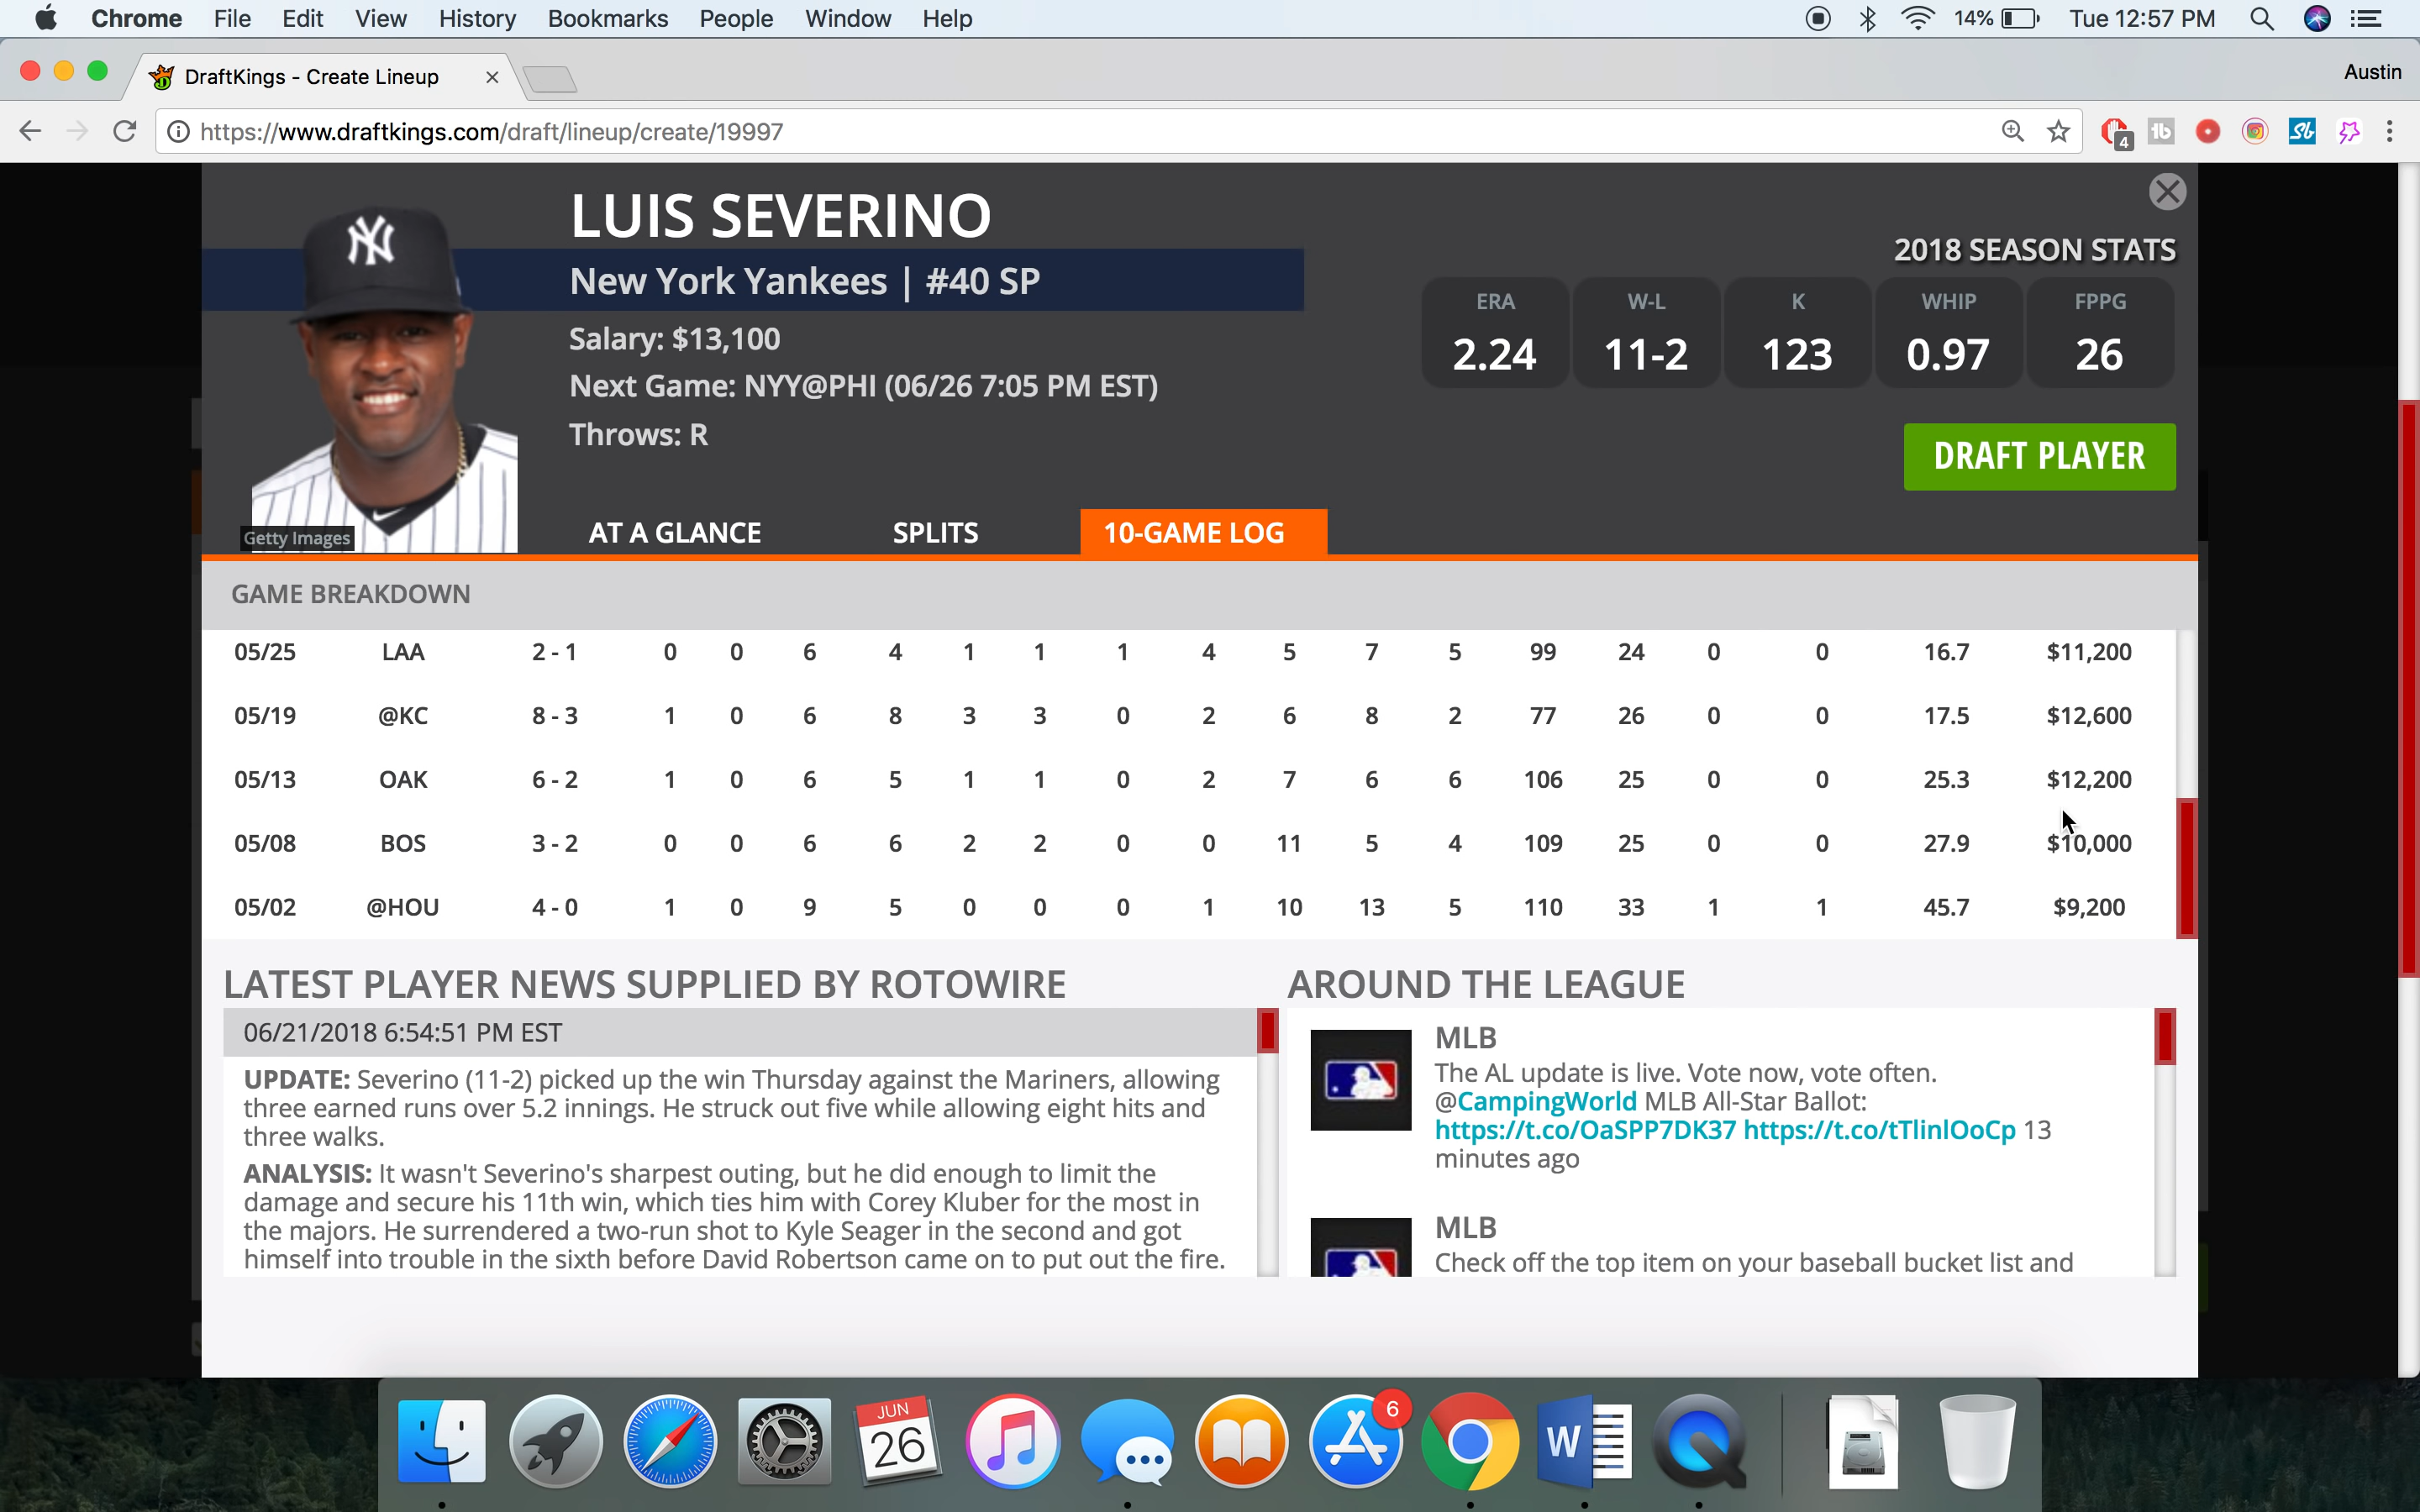 Chrome File Edit View History Bookmarks People Window Help 14% Tue 12:57 PM
DraftKings - Create Lineup
Austin
https://www.draftkings.com/draft/lineup/create/19997
4
LUIS SEVERINO
New York Yankees | #40 SP
Salary: $13,100
Next Game: NYY@PHI (06/26 7:05 PM EST)
Throws: R
2018 SEASON STATS
ERA W-L K WHIP FPPG
2.24 11-2 123 0.97 26
DRAFT PLAYER
Getty Images
AT A GLANCE SPLITS 10-GAME LOG
GAME BREAKDOWN
05/25 LAA 2 - 1 0 0 6 4 1 1 1 4 5 7 5 99 24 0 0 16.7 $11,200
05/19 @KC 8 - 3 1 0 6 8 3 3 0 2 6 8 2 77 26 0 0 17.5 $12,600
05/13 OAK 6 - 2 1 0 6 5 1 1 0 2 7 6 6 106 25 0 0 25.3 $12,200
05/08 BOS 3 - 2 0 0 6 6 2 2 0 0 11 5 4 109 25 0 0 27.9 $10,000
05/02 @HOU 4 - 0 1 0 9 5 0 0 0 1 10 13 5 110 33 1 1 45.7 $9,200
LATEST PLAYER NEWS SUPPLIED BY ROTOWIRE
06/21/2018 6:54:51 PM EST
UPDATE: Severino (11-2) picked up the win Thursday against the Mariners, allowing
three earned runs over 5.2 innings. He struck out five while allowing eight hits and
three walks.
ANALYSIS: It wasn't Severino's sharpest outing, but he did enough to limit the
damage and secure his 11th win, which ties him with Corey Kluber for the most in
the majors. He surrendered a two-run shot to Kyle Seager in the second and got
himself into trouble in the sixth before David Robertson came on to put out the fire.
AROUND THE LEAGUE
MLB
The AL update is live. Vote now, vote often.
@CampingWorld MLB All-Star Ballot:
https://t.co/OaSPP7DK37 https://t.co/tTlinlOoCp 13
minutes ago
MLB
Check off the top item on your baseball bucket list and
JUN
26
6
W